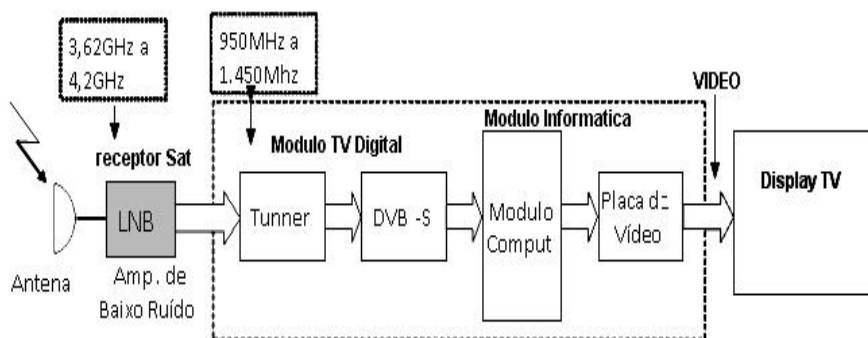 3,62GHz a
4,2GHz
950MHz a
1.450Mhz
VIDEO
receptor Sat
Modulo TV Digital
Modulo Informatica
Display TV
LNB
Tunner
DVB -S
Modulo
Comput
Placa de
Vídeo
Antena
Amp. de
Baixo Ruído